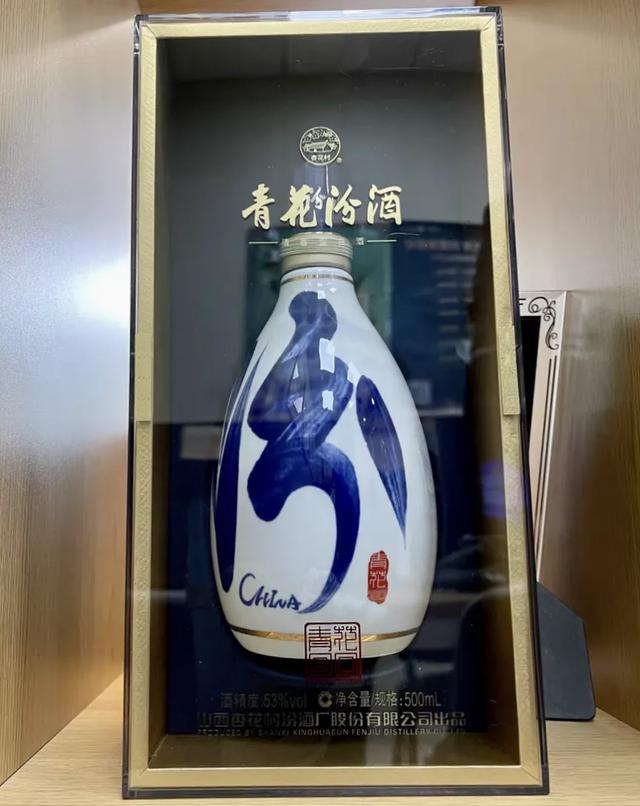 杏花村
®
青花汾酒
汾
CHINA
青花
酒精度:53%vol 净含量/规格:500mL
山西杏花村汾酒厂股份有限公司出品
PRODUCED BY SHANXI XINGHUACUN FENJIU DISTILLERY CO.,LTD.